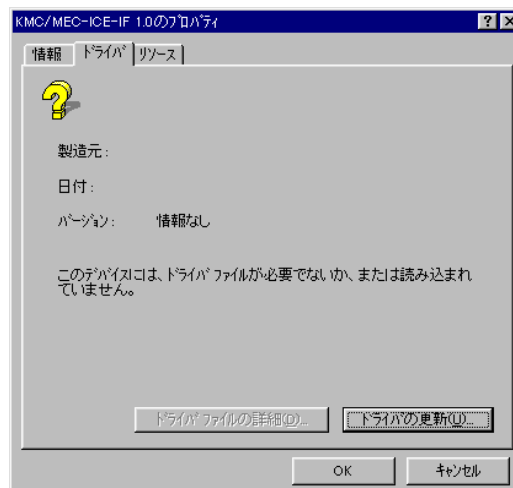 KMC/MEC-ICE-IF 1.0のﾌﾟﾛﾊﾟﾃｨ
情報 ﾄﾞﾗｲﾊﾞ ﾘｿｰｽ
製造元:
日付:
ﾊﾞｰｼﾞｮﾝ: 情報なし
このﾃﾞﾊﾞｲｽには、ﾄﾞﾗｲﾊﾞ ﾌｧｲﾙが必要でないか、または読み込まれ
ていません。
ﾄﾞﾗｲﾊﾞ ﾌｧｲﾙの詳細(D)... ﾄﾞﾗｲﾊﾞの更新(U)...
OK ｷｬﾝｾﾙ